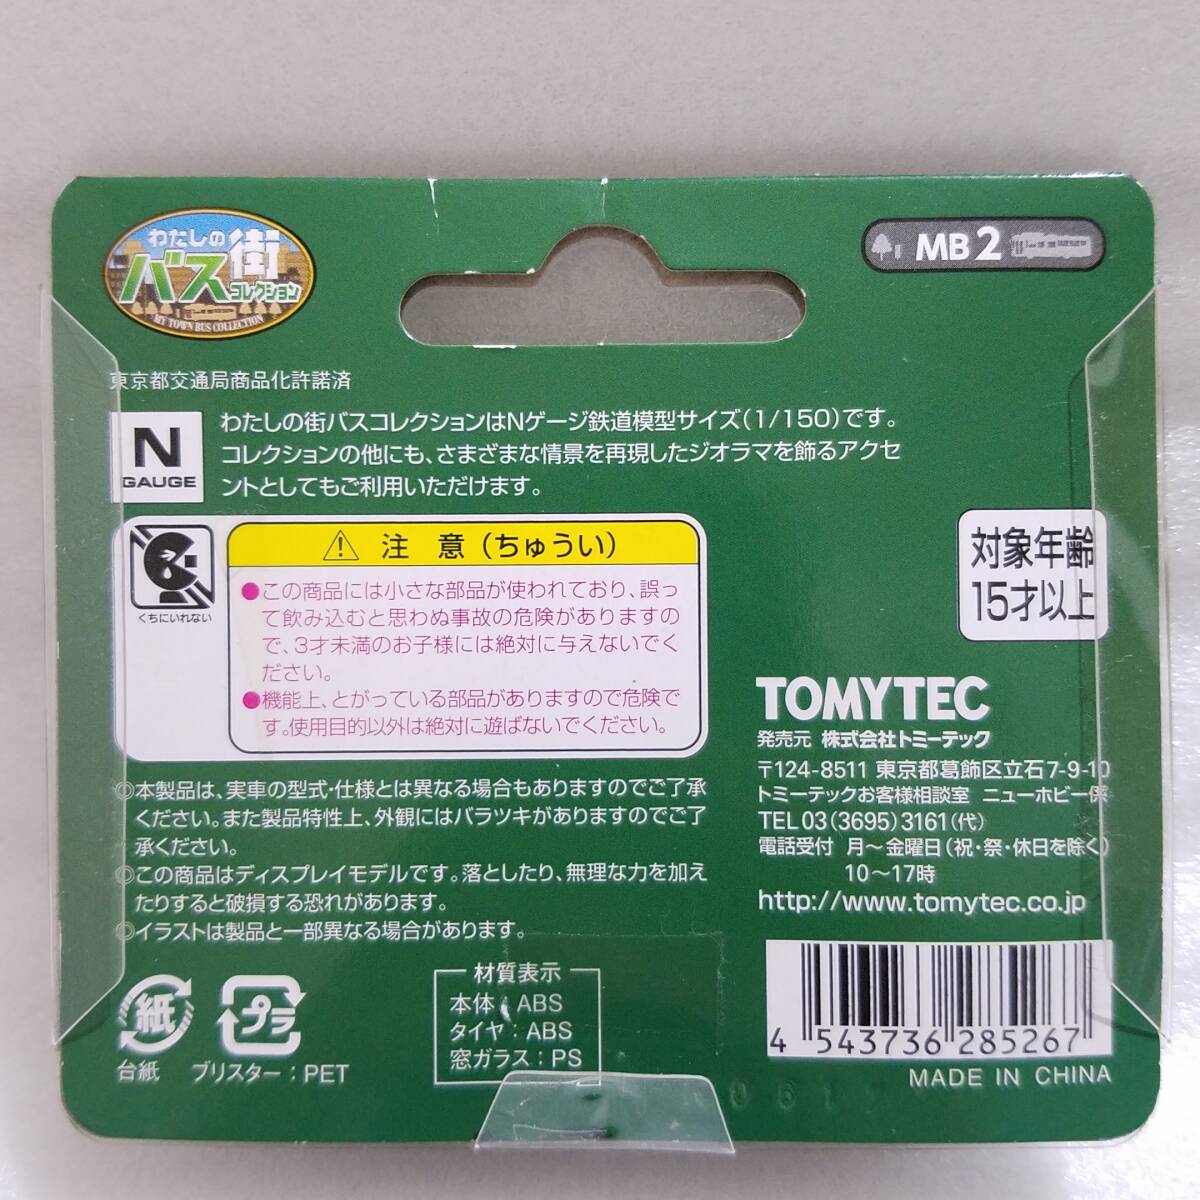 わたしの街
バスコレクション
MY TOWN BUS COLLECTION
MB2
東京都交通局商品化許諾済
N
GAUGE
わたしの街バスコレクションはNゲージ鉄道模型サイズ(1/150)です。
コレクションの他にも、さまざまな情景を再現したジオラマを飾るアクセ
ントとしてもご利用いただけます。
くちにいれない
注 意(ちゅうい)
●この商品には小さな部品が使われており、誤っ
て飲み込むと思わぬ事故の危険がありますの
で、3才未満のお子様には絶対に与えないでく
ださい。
●機能上、とがっている部品がありますので危険で
す。使用目的以外は絶対に遊ばないでください。
対象年齢
15才以上
◎本製品は、実車の型式・仕様とは異なる場合もありますのでご了承
ください。また製品特性上、外観にはバラツキがありますのでご了
承ください。
◎この商品はディスプレイモデルです。落としたり、無理な力を加え
たりすると破損する恐れがあります。
◎イラストは製品と一部異なる場合があります。
TOMYTEC
発売元 株式会社トミーテック
〒124-8511 東京都葛飾区立石7-9-10
トミーテックお客様相談室 ニューホビー係
TEL 03(3695)3161(代)
電話受付 月~金曜日(祝・祭・休日を除く)
10~17時
http://www.tomytec.co.jp
紙
台紙
プラ
ブリスター:PET
材質表示
本体:ABS
タイヤ:ABS
窓ガラス:PS
4 543736 285267
MADE IN CHINA